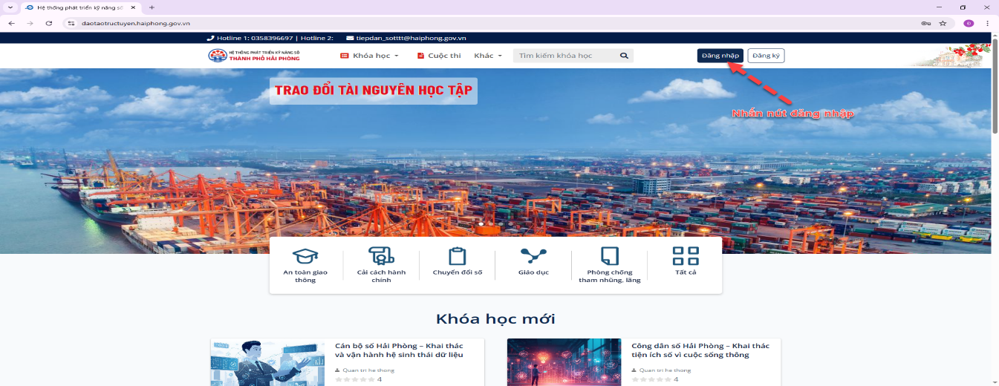 Hệ thống phát triển kỹ năng số
daotaotructuyen.haiphong.gov.vn
Hotline 1: 0358396697 | Hotline 2: tiepdan_sotttt@haiphong.gov.vn
HỆ THỐNG PHÁT TRIỂN KỸ NĂNG SỐ
THÀNH PHỐ HẢI PHÒNG
Khóa học Cuộc thi Khác Tìm kiếm khóa học Đăng nhập Đăng ký
TRAO ĐỔI TÀI NGUYÊN HỌC TẬP
Nhấn nút đăng nhập
An toàn giao thông
Cải cách hành chính
Chuyển đổi số
Giáo dục
Phòng chống tham nhũng, lãng
Tất cả
Khóa học mới
Cán bộ số Hải Phòng – Khai thác
và vận hành hệ sinh thái dữ liệu
Quan tri he thong
4
Công dân số Hải Phòng – Khai thác
tiện ích số vì cuộc sống thông
Quan tri he thong
4